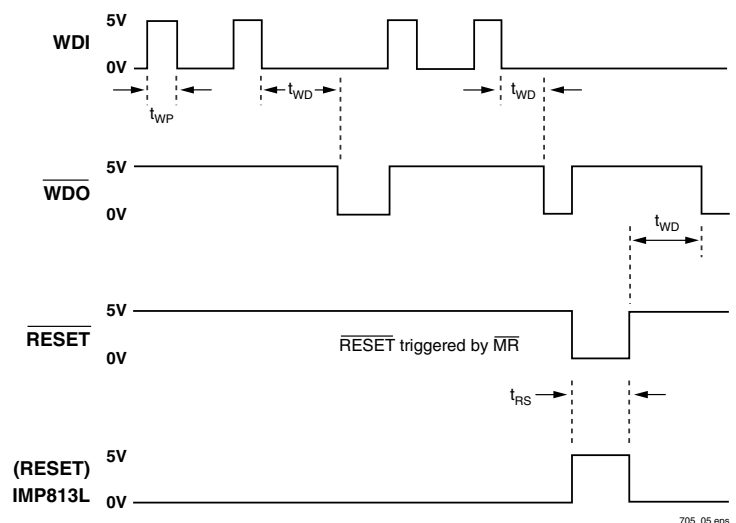 5V
WDI
0V
tWD
tWD
tWP
5V
WDO
0V
tWD
5V
RESET
RESET triggered by MR
0V
tRS
5V
(RESET)
IMP813L
0V
705_05.eps